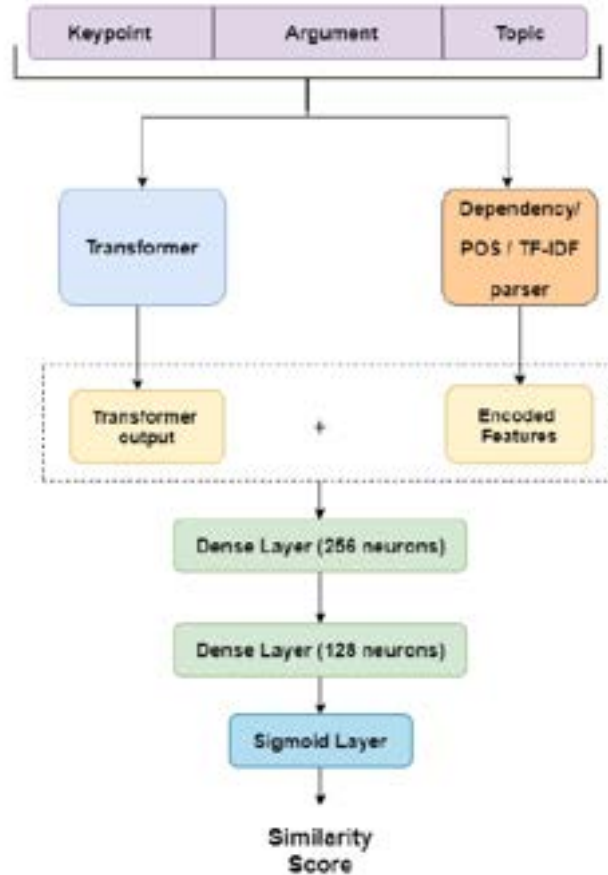 Keypoint Argument Topic
Transformer
Dependency/
POS / TF-IDF
parser
Transformer
output
+
Encoded
Features
Dense Layer (256 neurons)
Dense Layer (128 neurons)
Sigmoid Layer
Similarity
Score